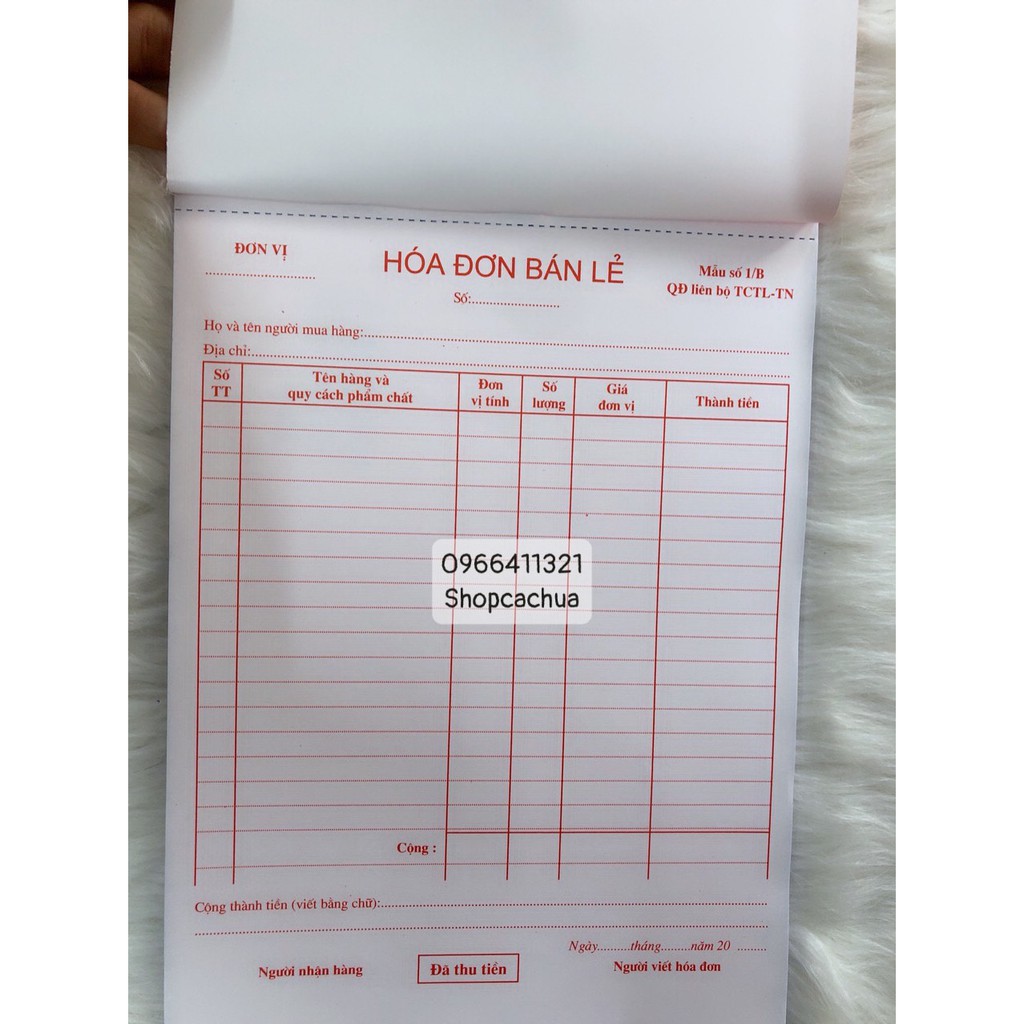 ĐƠN VỊ
....................................
HÓA ĐƠN BÁN LẺ
Số:........................
Mẫu số 1/B
QĐ liên bộ TCTL-TN
Họ và tên người mua hàng:....................................
Địa chỉ:....................................
Số TT
Tên hàng và quy cách phẩm chất
Đơn vị tính
Số lượng
Giá đơn vị
Thành tiền
0966411321
Shopcachua
Cộng :
Cộng thành tiền (viết bằng chữ):....................................
Ngày..........tháng.........năm 20 .........
Người nhận hàng
Đã thu tiền
Người viết hóa đơn